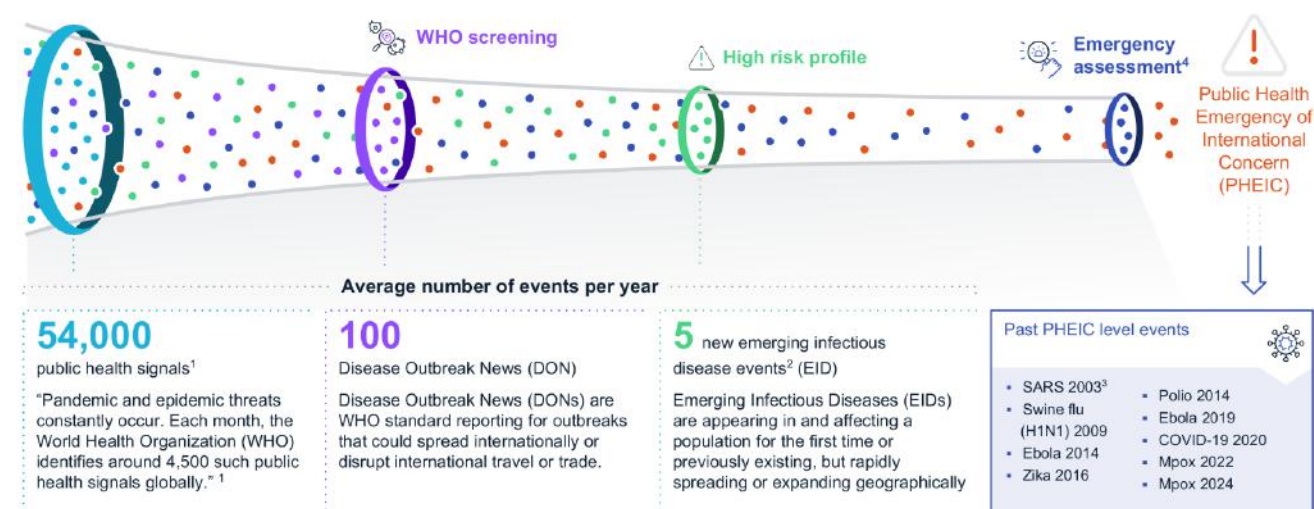 WHO screening
High risk profile
Emergency
assessment⁴
Public Health
Emergency of
International
Concern
(PHEIC)
Average number of events per year
54,000
public health signals¹
"Pandemic and epidemic threats
constantly occur. Each month, the
World Health Organization (WHO)
identifies around 4,500 such public
health signals globally." ¹
100
Disease Outbreak News (DON)
Disease Outbreak News (DONs) are
WHO standard reporting for outbreaks
that could spread internationally or
disrupt international travel or trade.
5 new emerging infectious
disease events² (EID)
Emerging Infectious Diseases (EIDs)
are appearing in and affecting a
population for the first time or
previously existing, but rapidly
spreading or expanding geographically
Past PHEIC level events
▪ SARS 2003³
▪ Swine flu
(H1N1) 2009
▪ Ebola 2014
▪ Zika 2016
▪ Polio 2014
▪ Ebola 2019
▪ COVID-19 2020
▪ Mpox 2022
▪ Mpox 2024